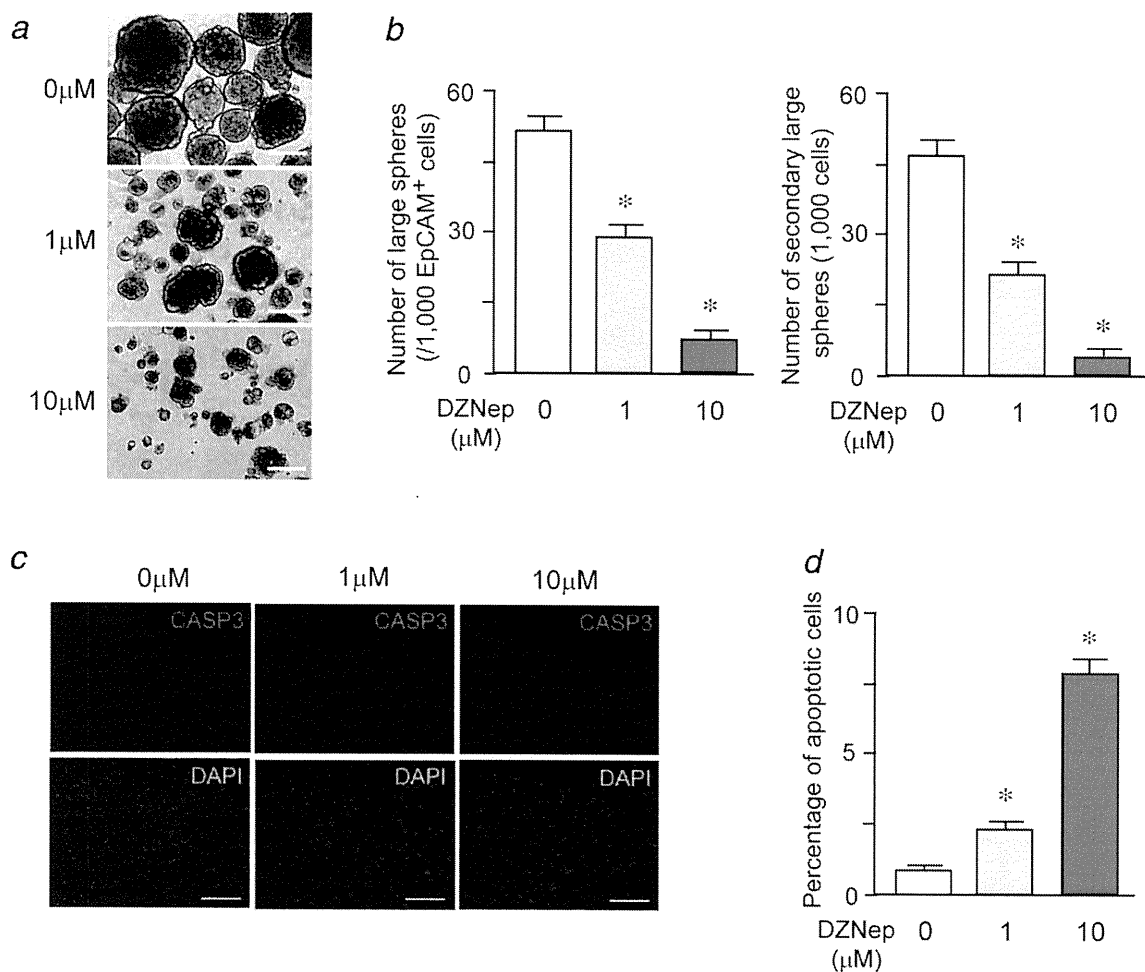 a
0μM
1μM
10μM
b
Number of large spheres
(/1,000 EpCAM⁺ cells)
60
30
0
*
*
DZNep
(μM)
0 1 10
Number of secondary large
spheres (1,000 cells)
60
30
0
*
*
DZNep
(μM)
0 1 10
c
0μM 1μM 10μM
CASP3 CASP3 CASP3
DAPI DAPI DAPI
d
Percentage of apoptotic cells
10
5
0
*
*
DZNep
(μM)
0 1 10